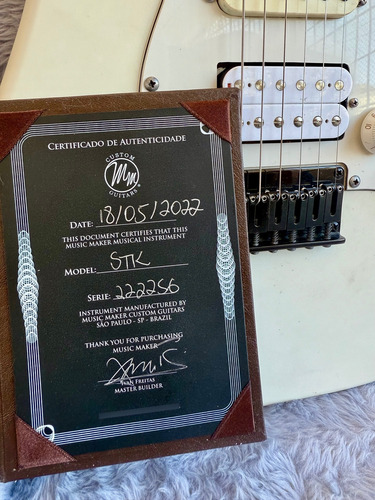 CERTIFICADO DE AUTENTICIDADE
CUSTOM
MM
GUITARS
DATE: 18/05/2022
THIS DOCUMENT CERTIFIES THAT THIS
MUSIC MAKER MUSICAL INSTRUMENT
MODEL: STK
SERIE: 222256
INSTRUMENT MANUFACTURED BY
MUSIC MAKER CUSTOM GUITARS
SÃO PAULO - SP - BRAZIL
THANK YOU FOR PURCHASING
MUSIC MAKER
IVAN FREITAS
MASTER BUILDER